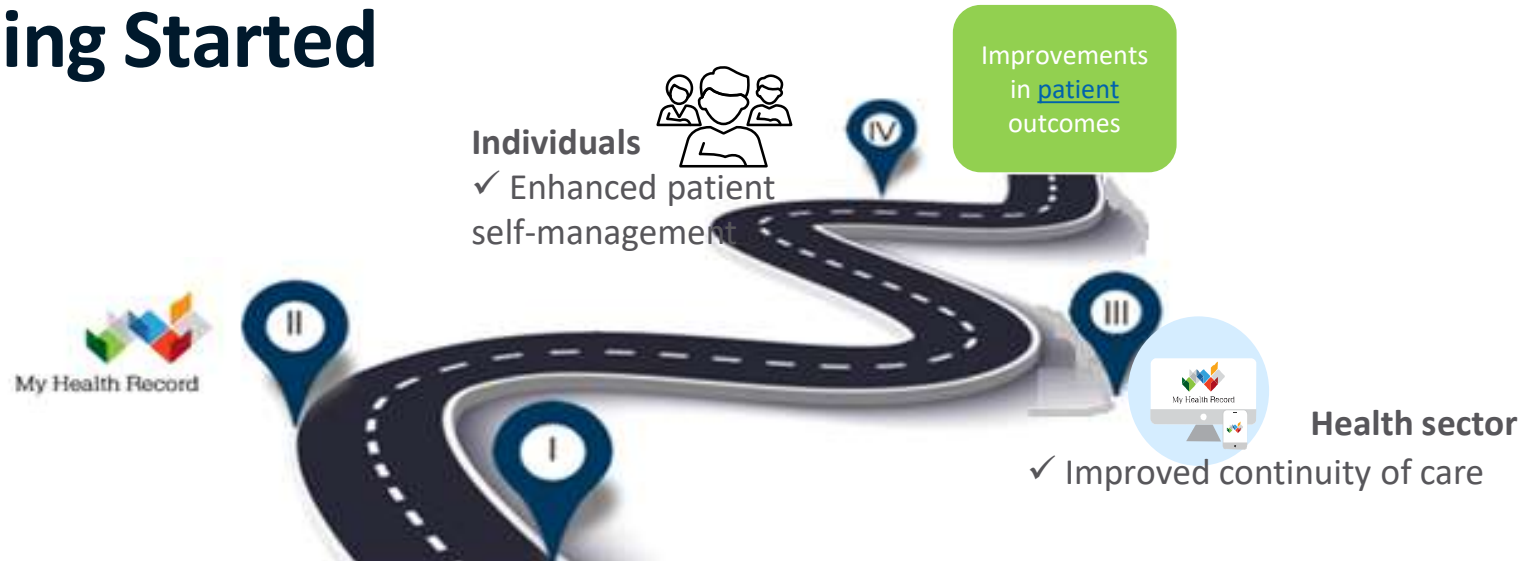 ing Started
Improvements
in patient
outcomes
IV
Individuals
✓ Enhanced patient
self-management
II
III
My Health Record
My Health Record
Health sector
I
✓ Improved continuity of care